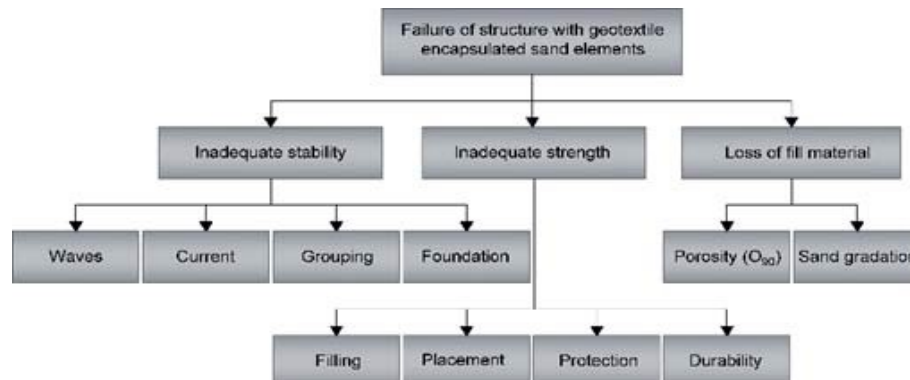 Failure of structure with geotextile
encapsulated sand elements
Inadequate stability
Inadequate strength
Loss of fill material
Waves
Current
Grouping
Foundation
Porosity (O₉₀)
Sand gradation
Filling
Placement
Protection
Durability